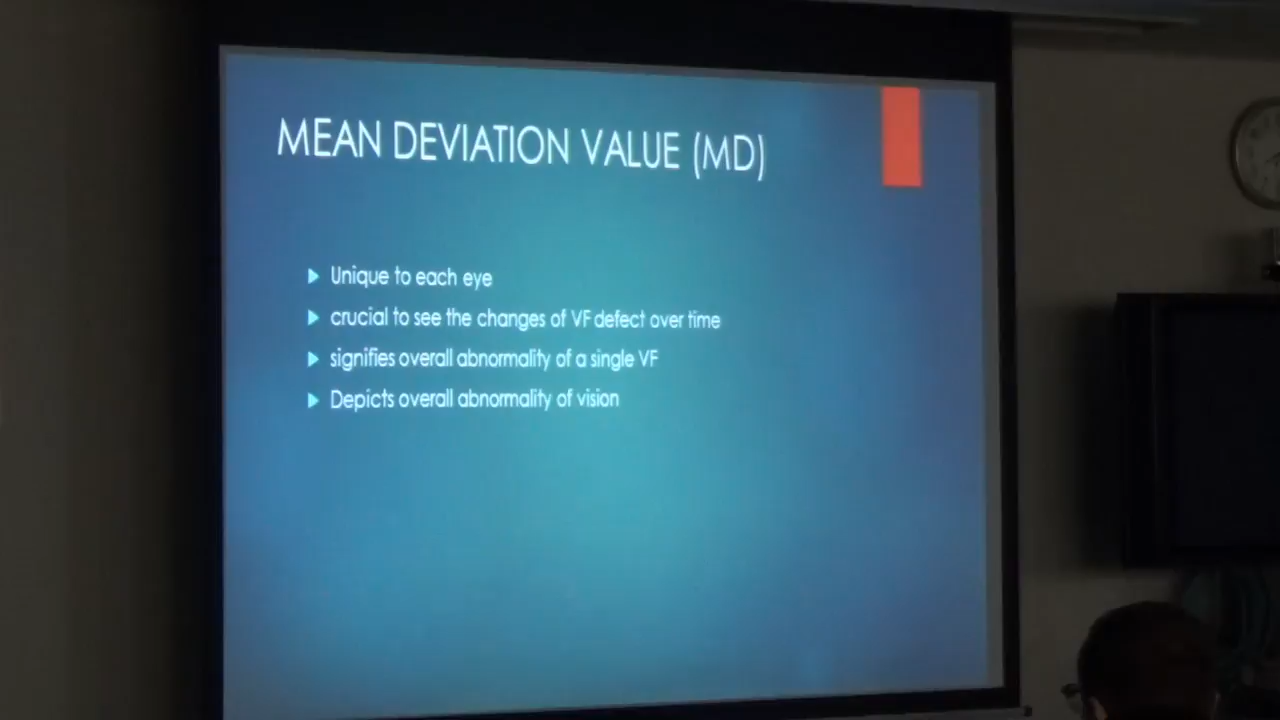 MEAN DEVIATION VALUE (MD)
Unique to each eye
crucial to see the changes of VF defect over time
signifies overall abnormality of a single VF
Depicts overall abnormality of vision